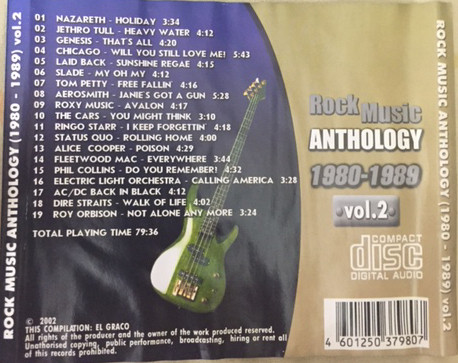 01 NAZARETH - HOLIDAY 3:34
02 JETHRO TULL - HEAVY WATER 4:12
03 GENESIS - THAT'S ALL 4:20
04 CHICAGO - WILL YOU STILL LOVE ME! 5:43
05 LAID BACK - SUNSHINE REGAE 4:15
06 SLADE - MY OH MY 4:12
07 TOM PETTY - FREE FALLIN 4:16
08 AEROSMITH - JANIE'S GOT A GUN 5:28
09 ROXY MUSIC - AVALON 4:17
10 THE CARS - YOU MIGHT THINK 3:10
11 RINGO STARR - I KEEP FORGETTIN' 4:18
12 STATUS QUO - ROLLING HOME 4:00
13 ALICE COOPER - POISON 4:29
14 FLEETWOOD MAC - EVERYWHERE 3:44
15 PHIL COLLINS - DO YOU REMEMBER! 4:32
16 ELECTRIC LIGHT ORCHESTRA - CALLING AMERICA 3:28
17 AC/DC BACK IN BLACK 4:12
18 DIRE STRAITS - WALK OF LIFE 4:02
19 ROY ORBISON - NOT ALONE ANY MORE 3:24
TOTAL PLAYING TIME 79:36
© 2002
THIS COMPILATION: EL GRACO
All rights of the producer and the owner of the work produced reserved.
Unathorised copying, public performance, broadcasting, hiring or rent all
of this records prohibited.
Rock Music
ANTHOLOGY
1980-1989
vol.2
COMPACT
disc
DIGITAL AUDIO
4 601250 379807
ROCK MUSIC ANTHOLOGY (1980 - 1989) vol.2
ROCK MUSIC ANTHOLOGY (1980 - 1989) vol.2